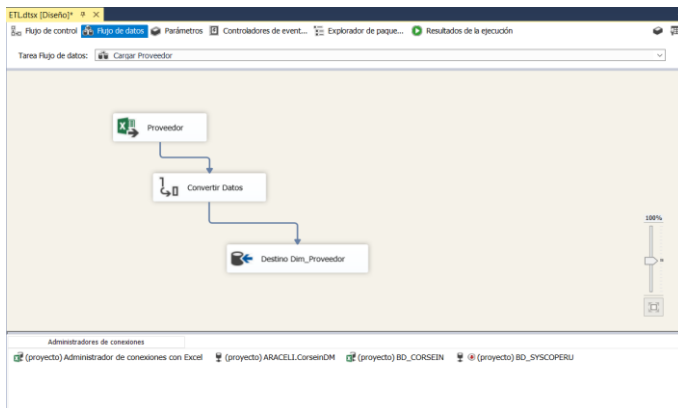 ETL.dtsx [Diseño]*
Flujo de control Flujo de datos Parámetros Controladores de event... Explorador de paque... Resultados de la ejecución
Tarea Flujo de datos: Cargar Proveedor
Proveedor
Convertir Datos
100%
Destino Dim_Proveedor
Administradores de conexiones
(proyecto) Administrador de conexiones con Excel (proyecto) ARACELI.CorseinDM (proyecto) BD_CORSEIN (proyecto) BD_SYSCOPERU